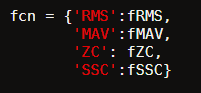 fcn = {'RMS':fRMS,
'MAV':fMAV,
'ZC': fZC,
'SSC':fSSC}